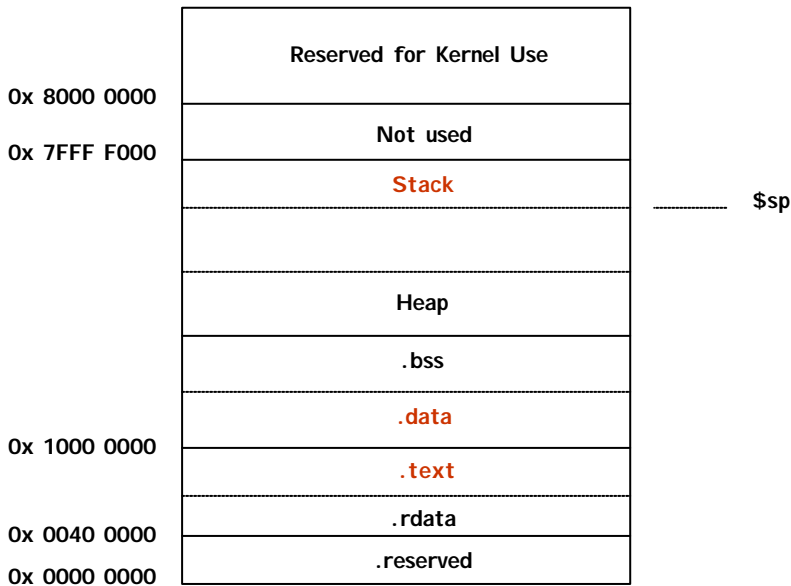 Reserved for Kernel Use
0x 8000 0000
Not used
0x 7FFF F000
Stack
$sp
Heap
.bss
.data
0x 1000 0000
.text
.rdata
0x 0040 0000
.reserved
0x 0000 0000